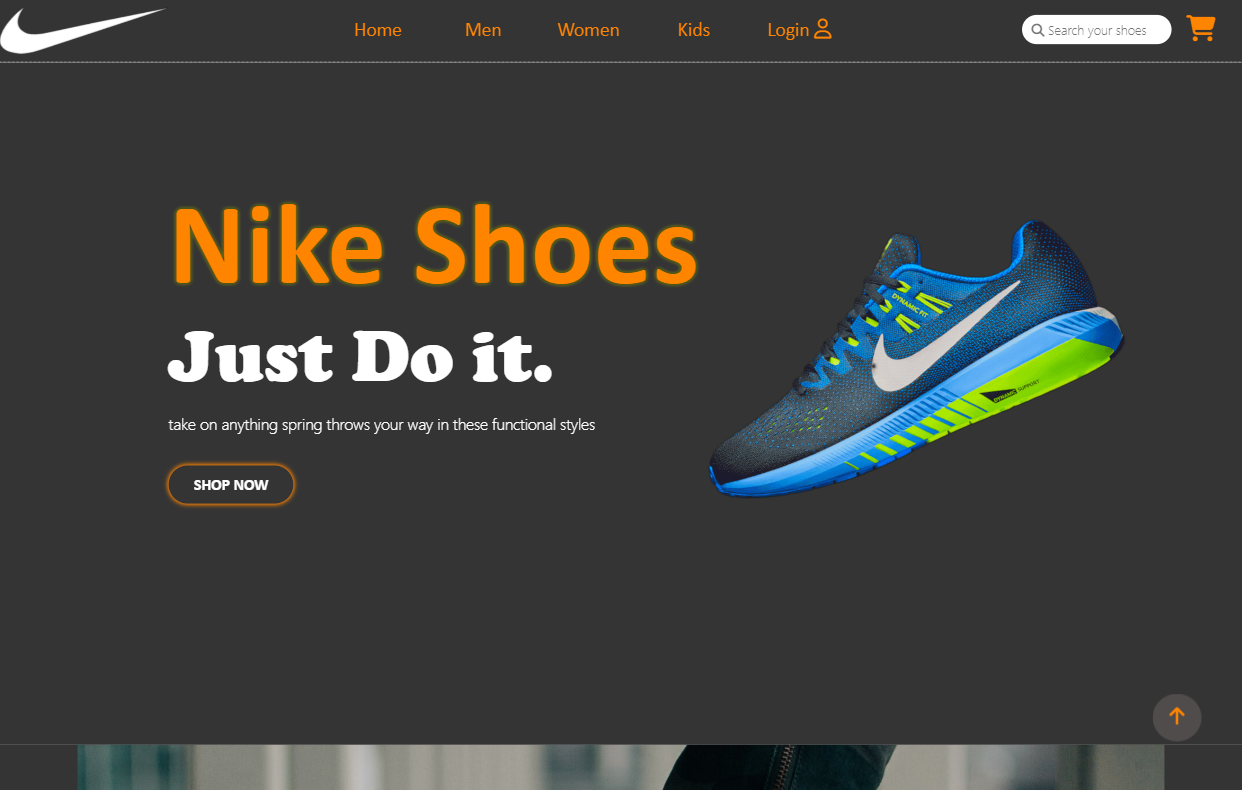 Home Men Women Kids Login Search your shoes
Nike Shoes
Just Do it.
take on anything spring throws your way in these functional styles
SHOP NOW
DYNAMIC FIT
DYNAMIC SUPPORT